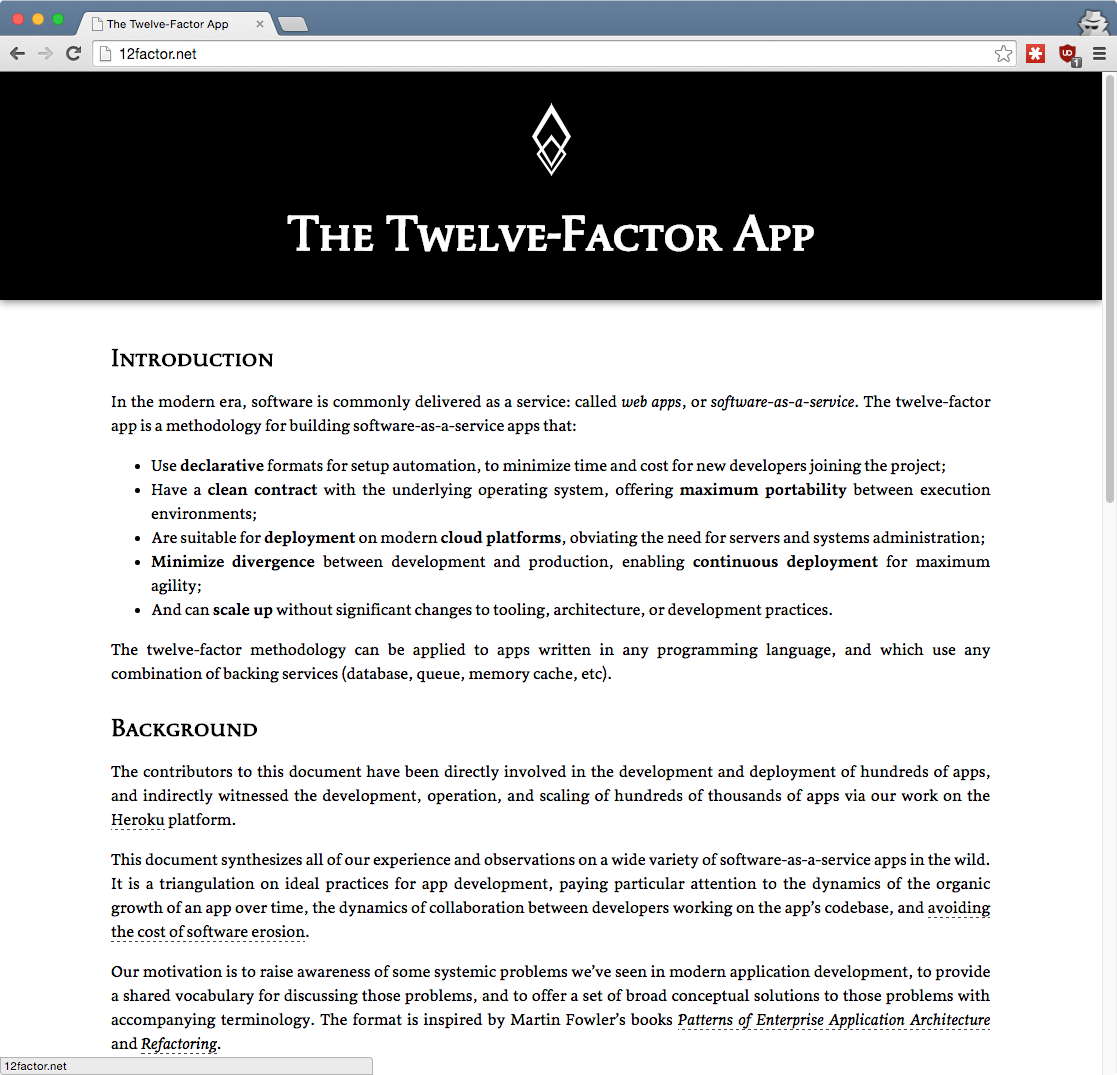 The Twelve-Factor App
12factor.net
UD
1
The Twelve-Factor App
Introduction
In the modern era, software is commonly delivered as a service: called web apps, or software-as-a-service. The twelve-factor
app is a methodology for building software-as-a-service apps that:
• Use declarative formats for setup automation, to minimize time and cost for new developers joining the project;
• Have a clean contract with the underlying operating system, offering maximum portability between execution
environments;
• Are suitable for deployment on modern cloud platforms, obviating the need for servers and systems administration;
• Minimize divergence between development and production, enabling continuous deployment for maximum
agility;
• And can scale up without significant changes to tooling, architecture, or development practices.
The twelve-factor methodology can be applied to apps written in any programming language, and which use any
combination of backing services (database, queue, memory cache, etc).
Background
The contributors to this document have been directly involved in the development and deployment of hundreds of apps,
and indirectly witnessed the development, operation, and scaling of hundreds of thousands of apps via our work on the
Heroku platform.
This document synthesizes all of our experience and observations on a wide variety of software-as-a-service apps in the wild.
It is a triangulation on ideal practices for app development, paying particular attention to the dynamics of the organic
growth of an app over time, the dynamics of collaboration between developers working on the app’s codebase, and avoiding
the cost of software erosion.
Our motivation is to raise awareness of some systemic problems we’ve seen in modern application development, to provide
a shared vocabulary for discussing those problems, and to offer a set of broad conceptual solutions to those problems with
accompanying terminology. The format is inspired by Martin Fowler’s books Patterns of Enterprise Application Architecture
and Refactoring.
12factor.net